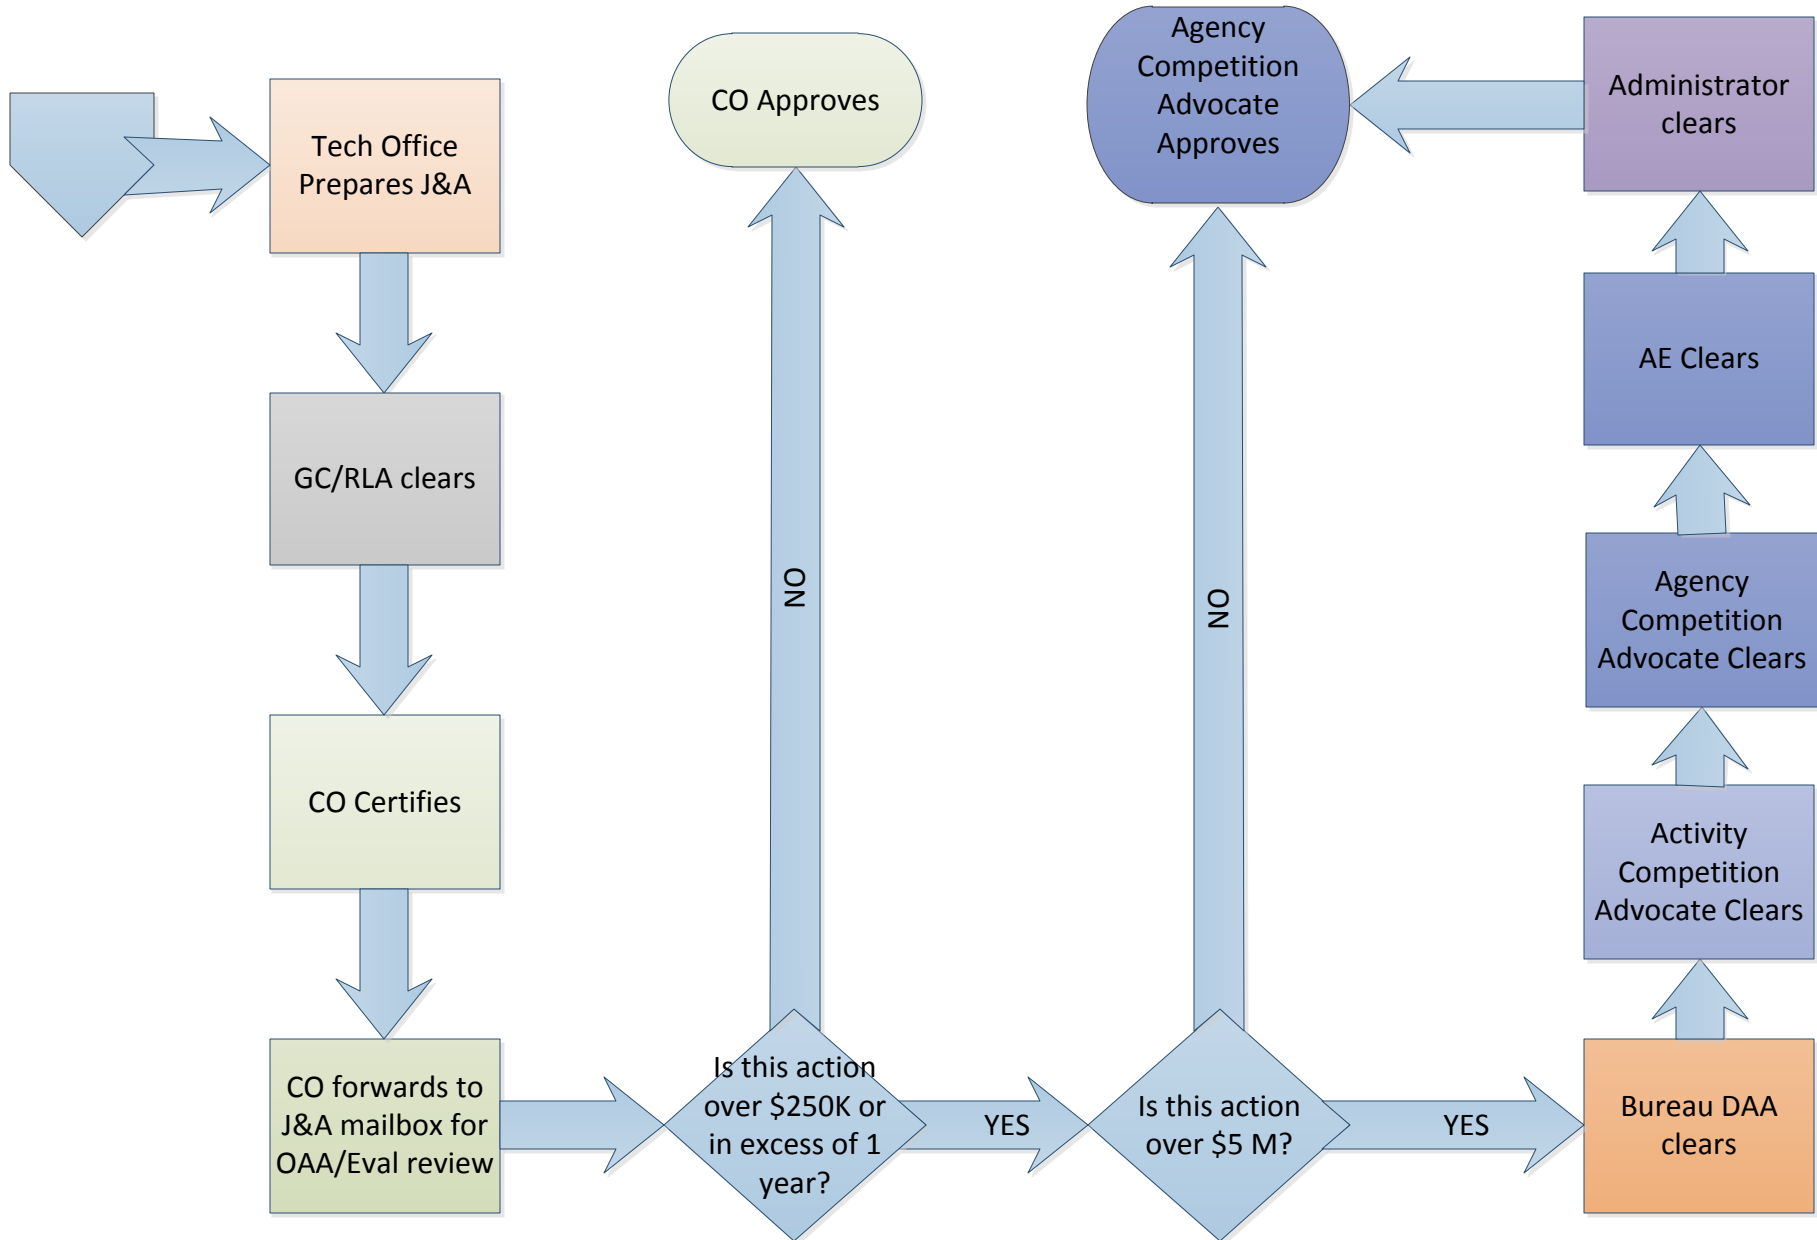 Tech Office
Prepares J&A
GC/RLA clears
CO Certifies
CO forwards to
J&A mailbox for
OAA/Eval review
Is this action
over $250K or
in excess of 1
year?
NO
CO Approves
YES
Is this action
over $5 M?
NO
Agency
Competition
Advocate
Approves
YES
Bureau DAA
clears
Activity
Competition
Advocate Clears
Agency
Competition
Advocate Clears
AE Clears
Administrator
clears